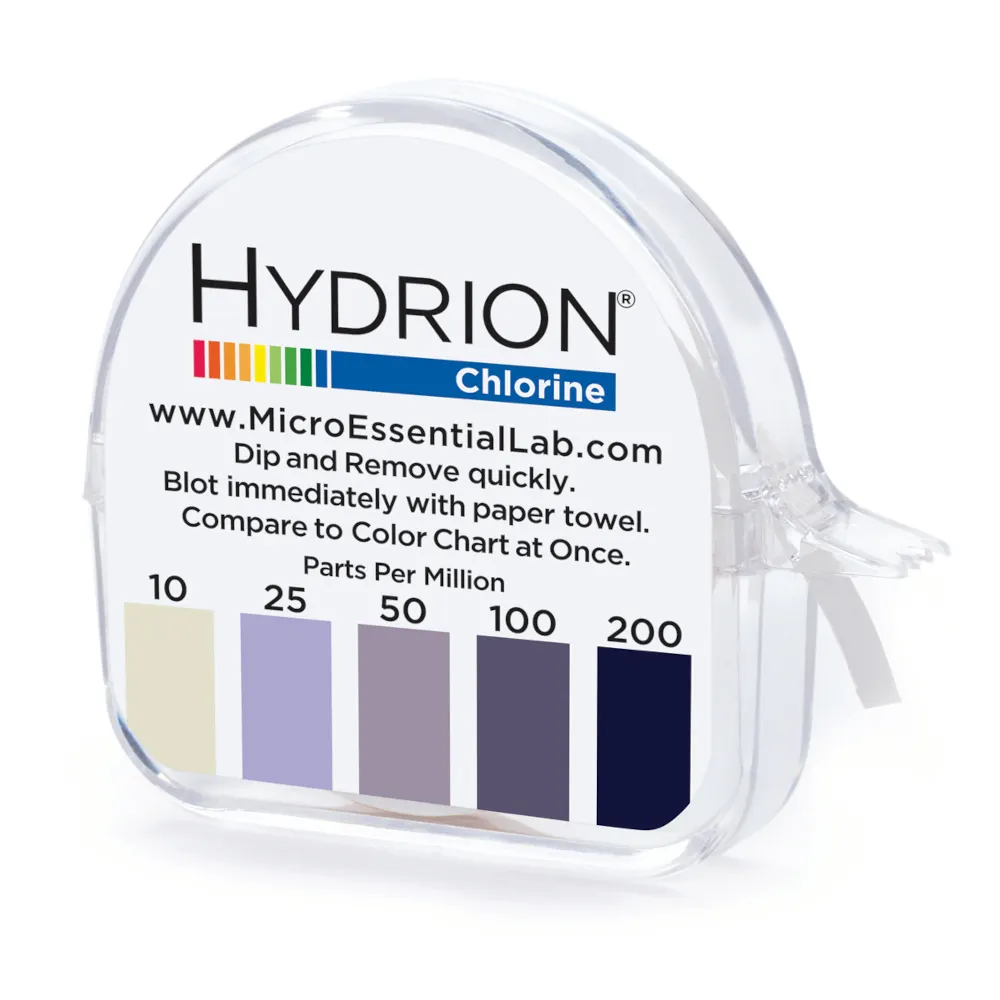 HYDRION®
Chlorine
www.MicroEssentialLab.com
Dip and Remove quickly.
Blot immediately with paper towel.
Compare to Color Chart at Once.
Parts Per Million
10 25 50 100 200